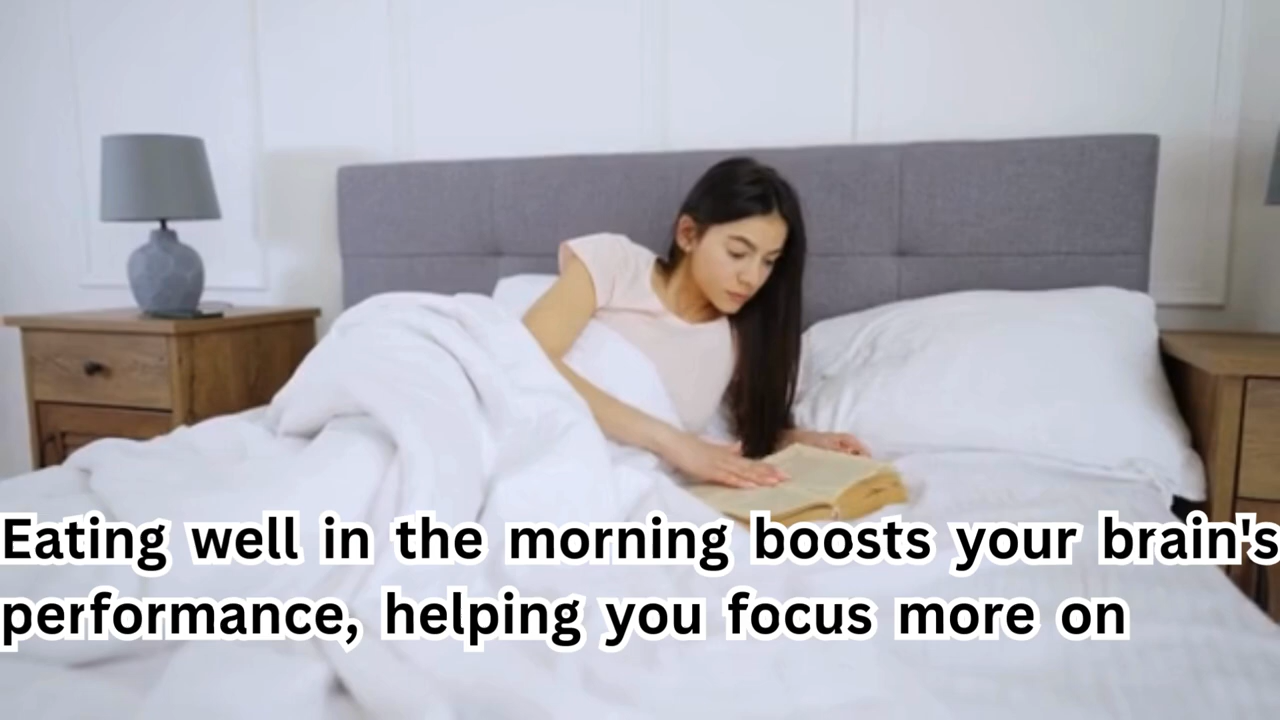 Eating well in the morning boosts your brain's
performance, helping you focus more on